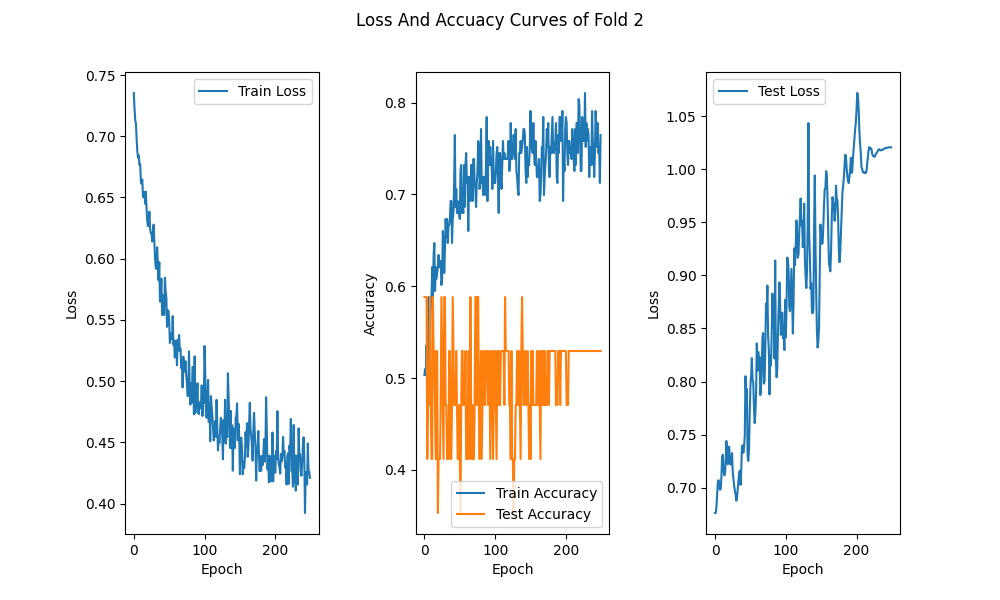 Loss And Accuacy Curves of Fold 2
0.75
0.70
0.65
0.60
0.55
0.50
0.45
0.40
Loss
Train Loss
0
100
200
Epoch
0.8
0.7
0.6
0.5
0.4
Accuracy
Train Accuracy
Test Accuracy
0
100
200
Epoch
1.05
1.00
0.95
0.90
0.85
0.80
0.75
0.70
Loss
Test Loss
0
100
200
Epoch